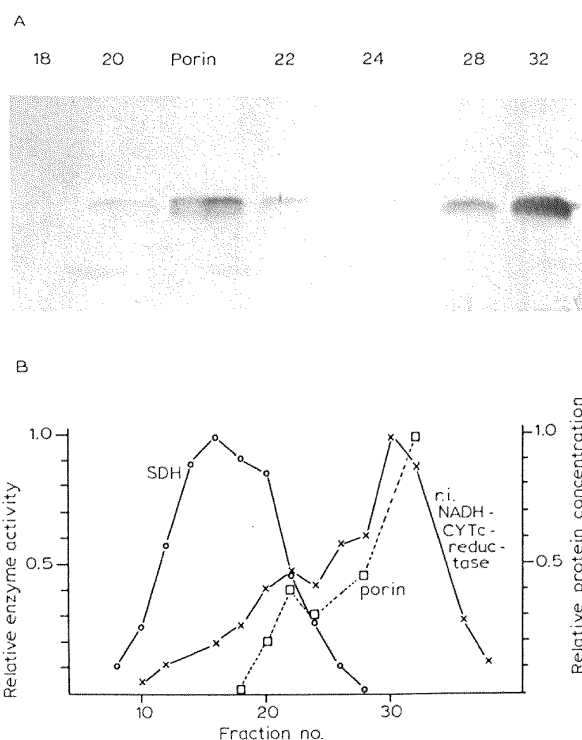 A
18 20 Porin 22 24 28 32
B
1.0
0.5
Relative enzyme activity
SDH
r.i.
NADH-
CYTc-
reduc-
tase
porin
1.0
0.5
Relative protein concentration
10 20 30
Fraction no.